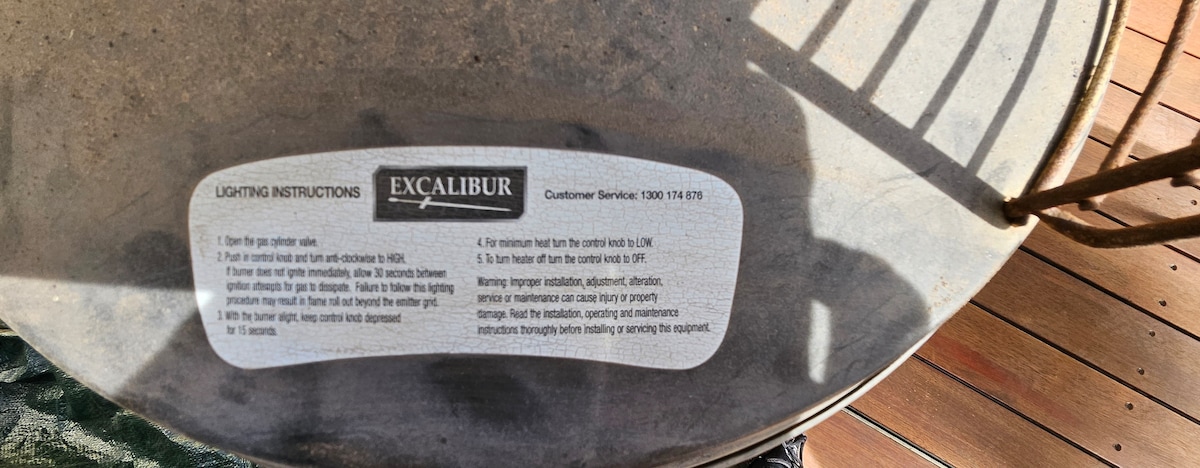 LIGHTING INSTRUCTIONS
EXCALIBUR
Customer Service: 1300 174 876
1. Open the gas cylinder valve.
2. Push in control knob and turn anti-clockwise to HIGH.
If burner does not ignite immediately, allow 30 seconds between
ignition attempts for gas to dissipate. Failure to follow this lighting
procedure may result in flame roll out beyond the emitter grid.
3. With the burner alight, keep control knob depressed
for 15 seconds.
4. For minimum heat turn the control knob to LOW.
5. To turn heater off turn the control knob to OFF.
Warning: Improper installation, adjustment, alteration,
service or maintenance can cause injury or property
damage. Read the installation, operating and maintenance
instructions thoroughly before installing or servicing this equipment.